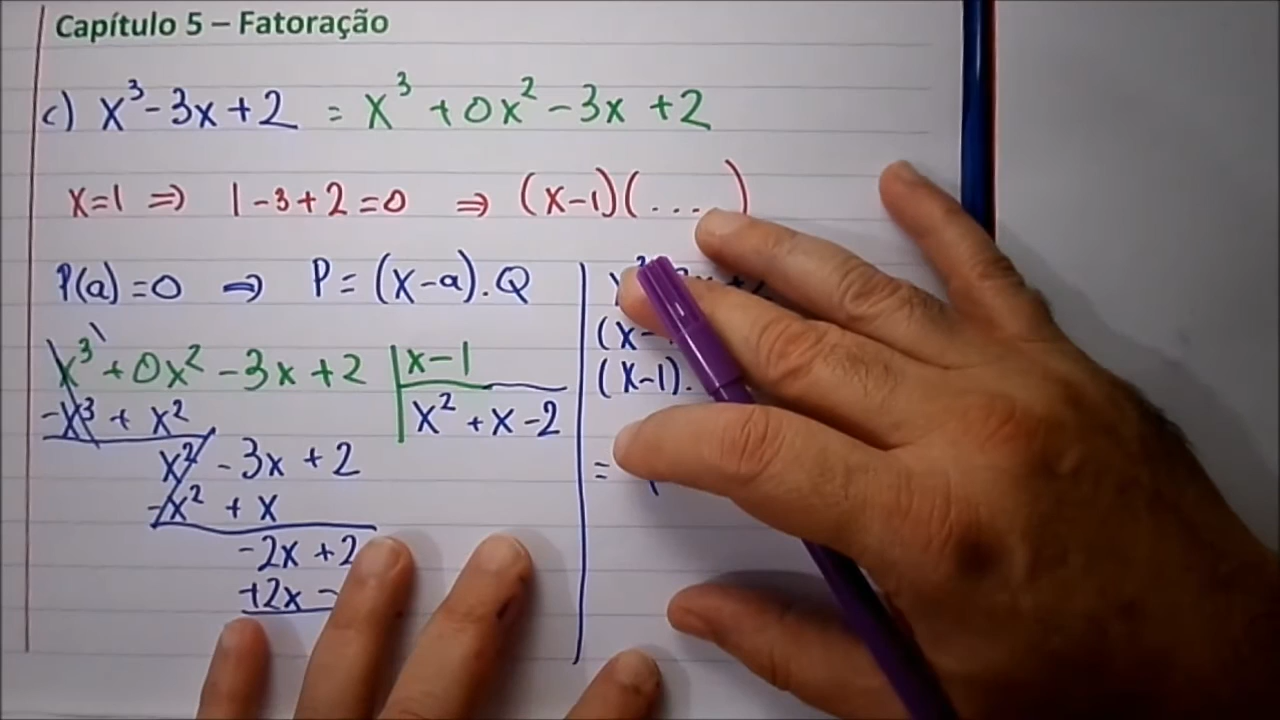 Capítulo 5 – Fatoração
c) x³-3x+2 = x³ +0x² -3x +2
x=1 ⇒ 1-3+2=0 ⇒ (x-1)(....)
P(a)=0 ⇒ P=(x-a).Q
x³+0x²-3x+2 |x-1
-x³ + x² x²+x-2
x² -3x +2
-x² + x
-2x +2
+2x -
(x-
(x-1).
=